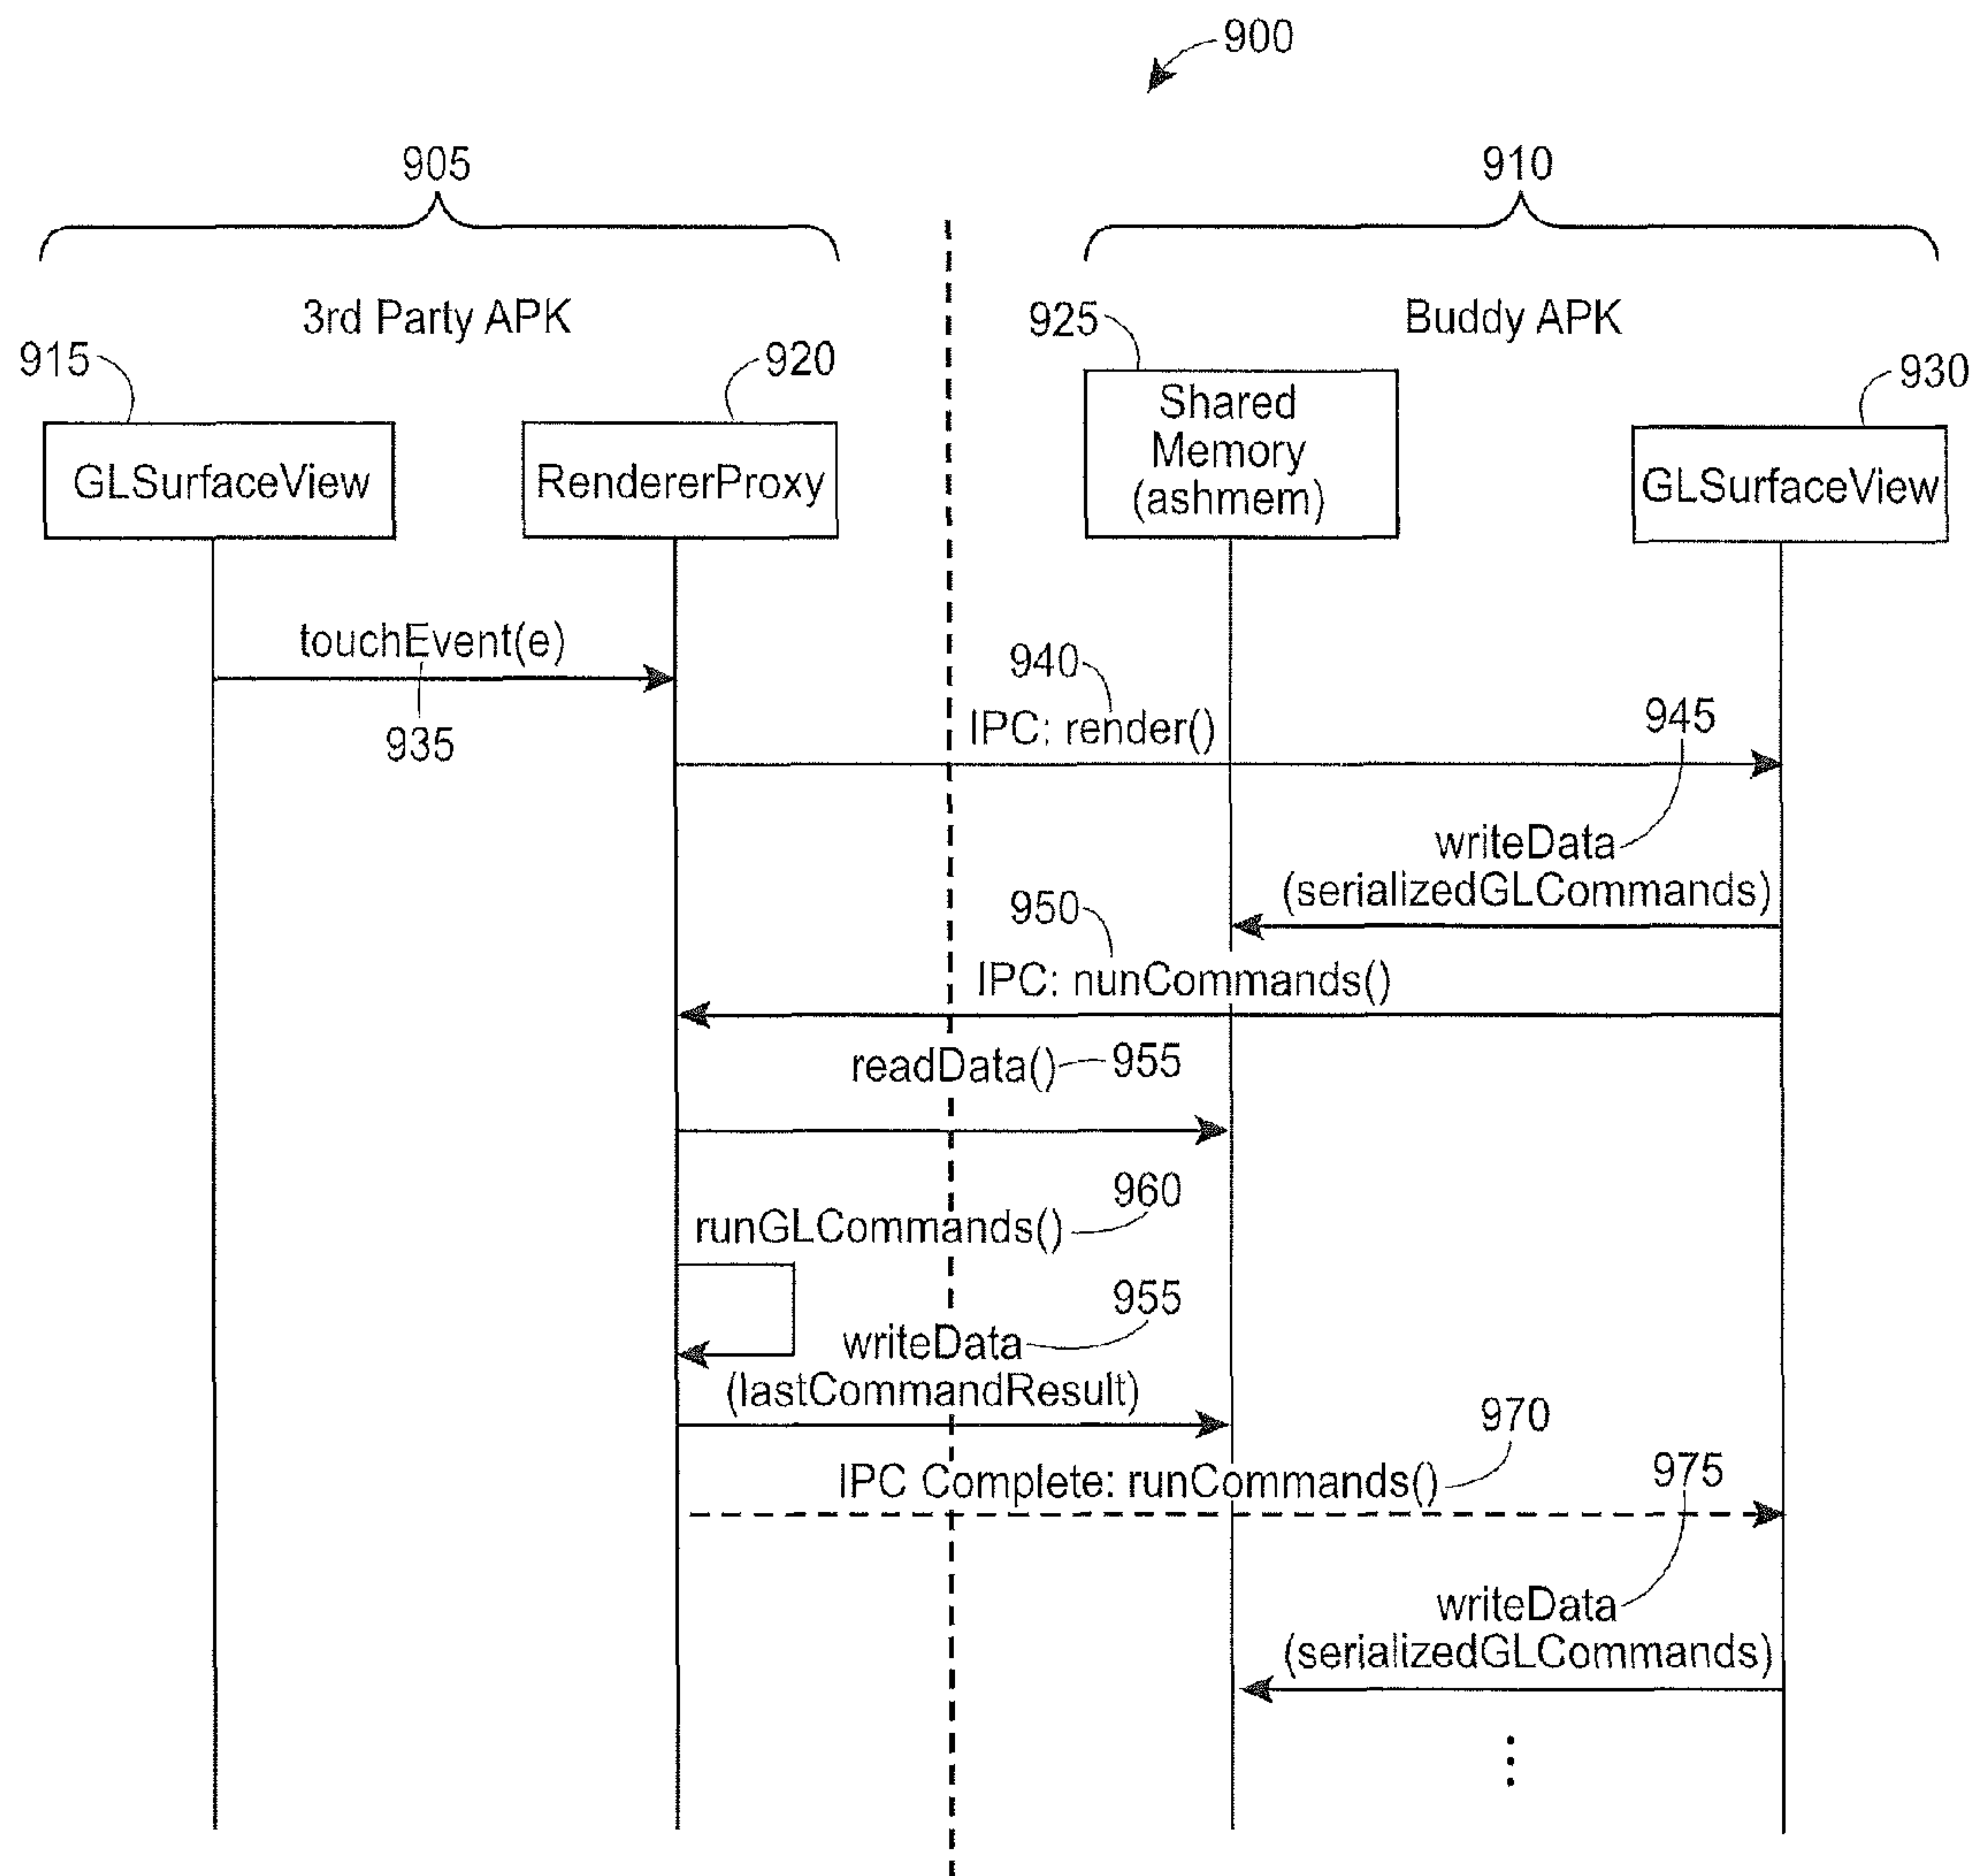 900
905
910
3rd Party APK
Buddy APK
915
920
925
930
GLSurfaceView
RendererProxy
Shared
Memory
(ashmem)
GLSurfaceView
touchEvent(e)
935
940
IPC: render()
945
writeData
(serializedGLCommands)
950
IPC: nunCommands()
readData()
955
960
runGLCommands()
955
writeData
(lastCommandResult)
970
IPC Complete: runCommands()
975
writeData
(serializedGLCommands)